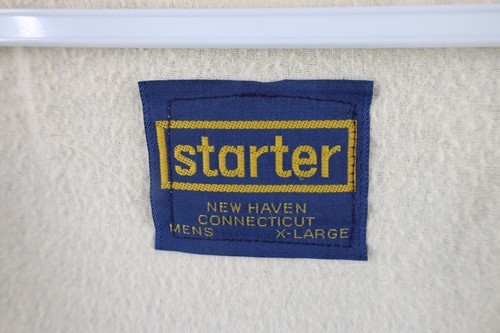 starter
NEW HAVEN
CONNECTICUT
MENS X-LARGE